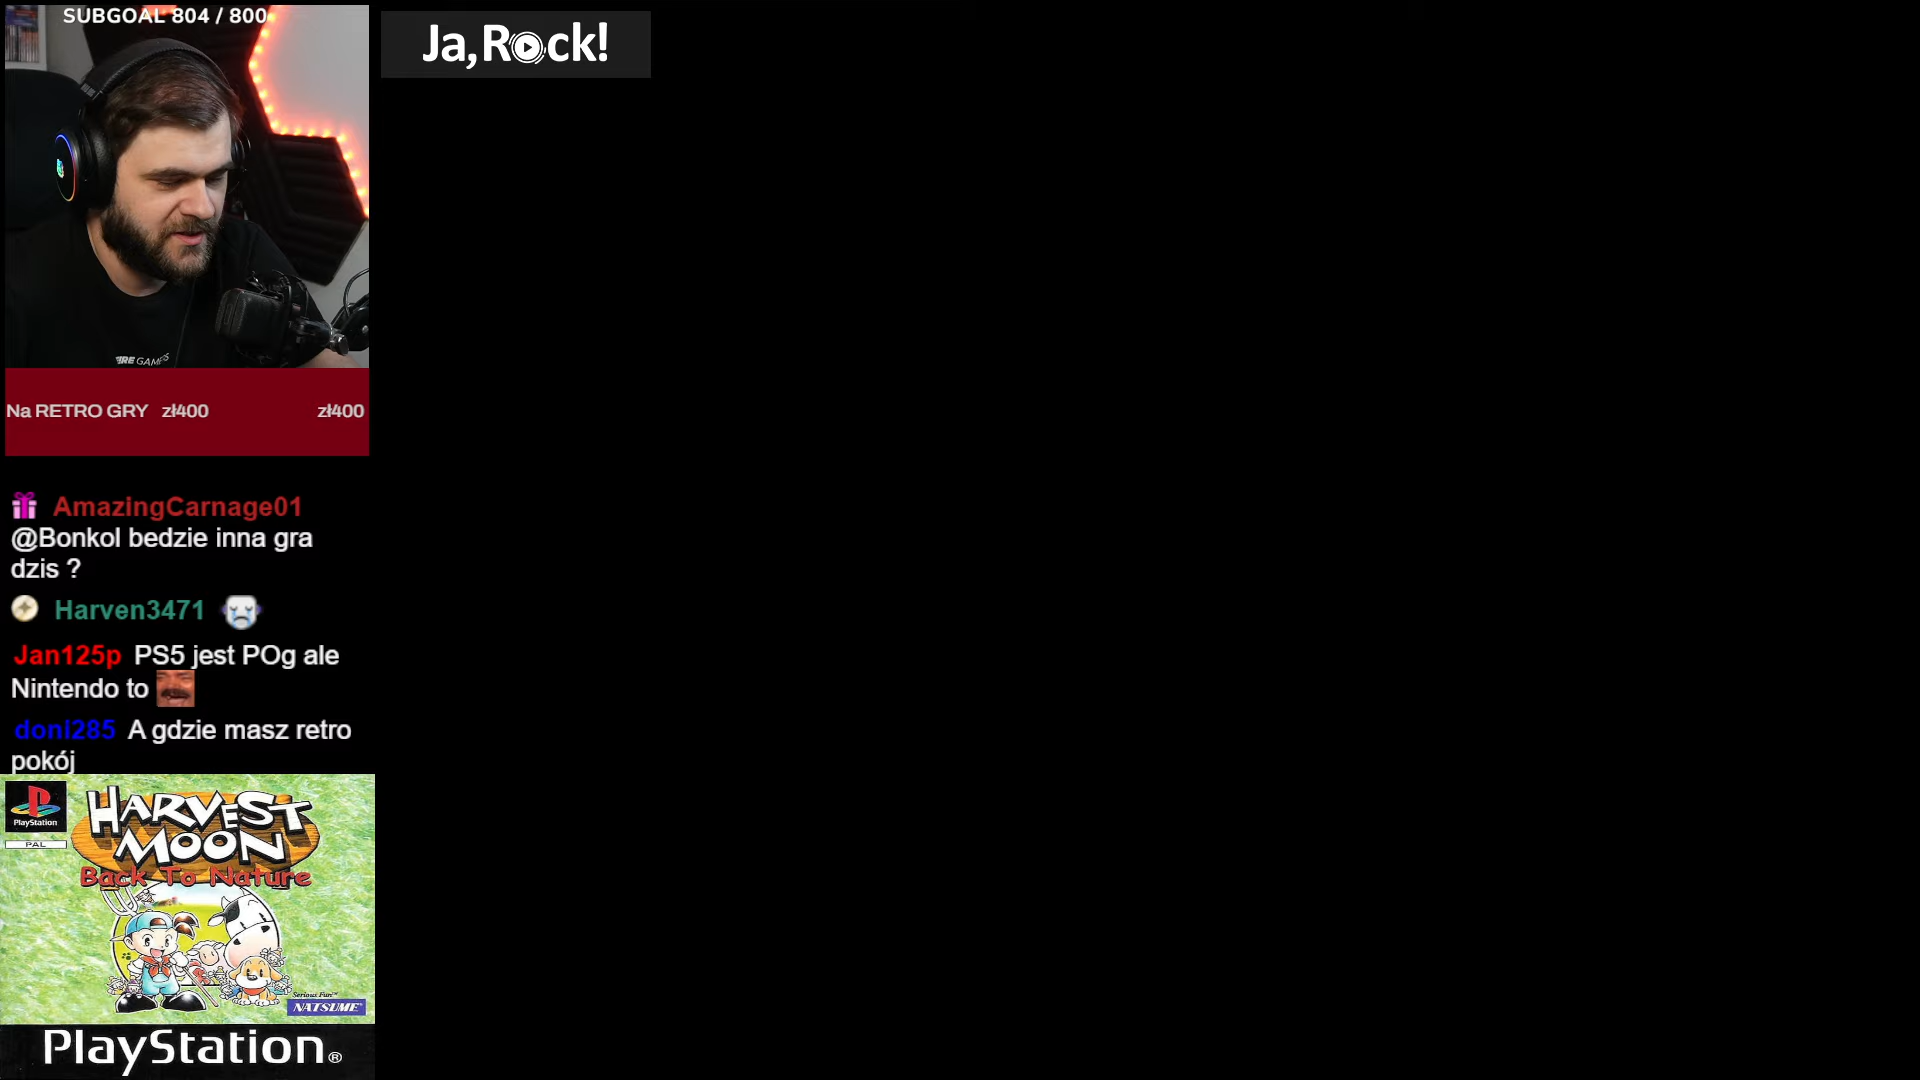 SUBGOAL 804 / 800
Ja,Rock!
Na RETRO GRY zł400 zł400
AmazingCarnage01
@Bonkol bedzie inna gra
dzis ?
Harven3471
Jan125p PS5 jest POg ale
Nintendo to
doni285 A gdzie masz retro
pokój
PlayStation
PAL
HARVEST
MOON
Back To Nature
Serious Fun™
NATSUME®
PlayStation®